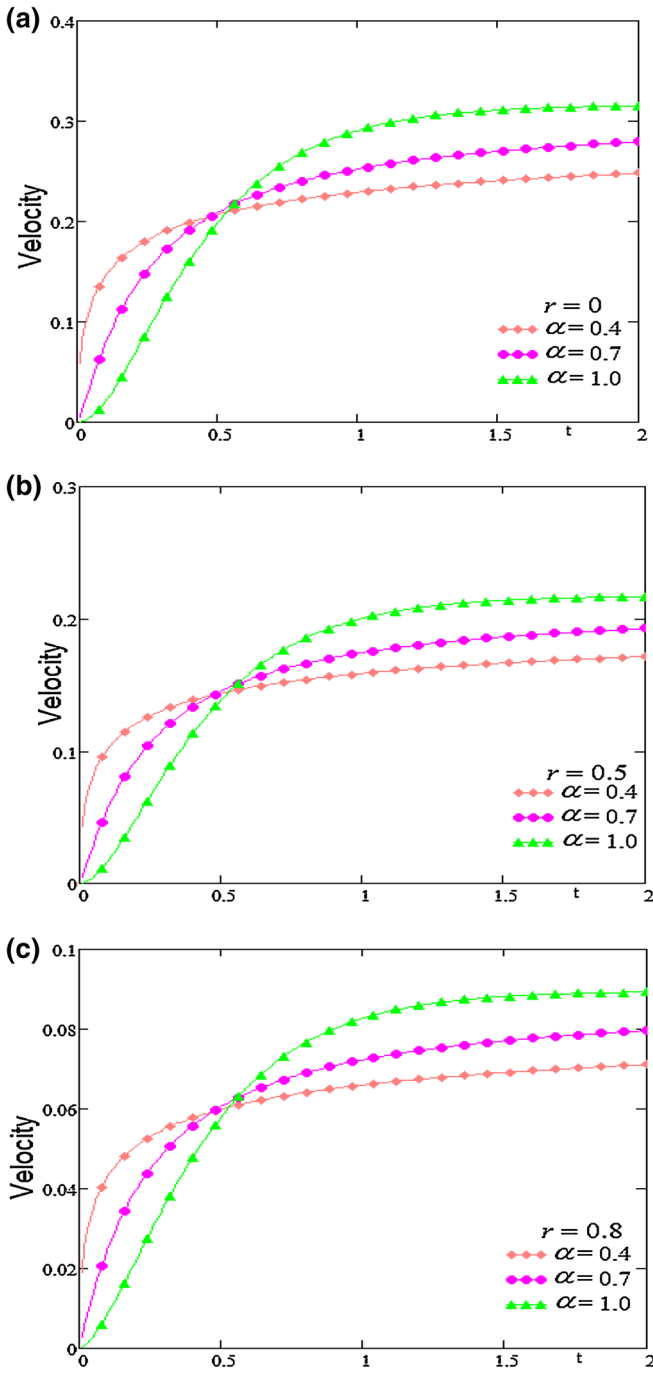 (a)
0.4
0.3
0.2
0.1
0
Velocity
r = 0
α = 0.4
α = 0.7
α = 1.0
0 0.5 1 1.5 t 2
(b)
0.3
0.2
0.1
0
Velocity
r = 0.5
α = 0.4
α = 0.7
α = 1.0
0 0.5 1 1.5 t 2
(c)
0.1
0.08
0.06
0.04
0.02
0
Velocity
r = 0.8
α = 0.4
α = 0.7
α = 1.0
0 0.5 1 1.5 t 2